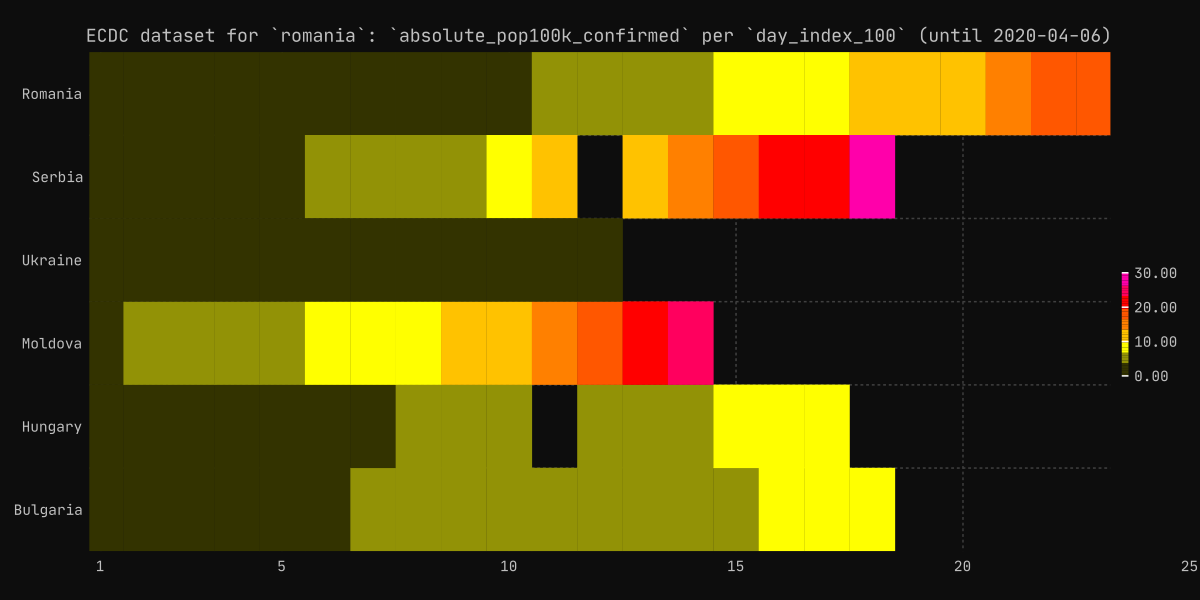 ECDC dataset for `romania`: `absolute_pop100k_confirmed` per `day_index_100` (until 2020-04-06)
Romania
Serbia
Ukraine
Moldova
Hungary
Bulgaria
30.00
20.00
10.00
0.00
1 5 10 15 20 25